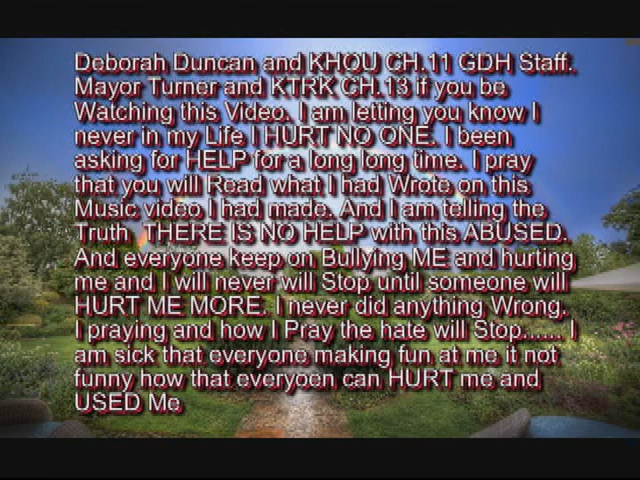 Deborah Duncan and KHOU CH.11 GDH Staff.
Mayor Turner and KTRK CH.13 if you be
Watching this Video. I am letting you know I
never in my Life I HURT NO ONE. I been
asking for HELP for a long long time. I pray
that you will Read what I had Wrote on this
Music video I had made. And I am telling the
Truth. THERE IS NO HELP with this ABUSED.
And everyone keep on Bullying ME and hurting
me and I will never will Stop until someone will
HURT ME MORE. I never did anything Wrong.
I praying and how I Pray the hate will Stop...... I
am sick that everyone making fun at me it not
funny how that everyoen can HURT me and
USED Me